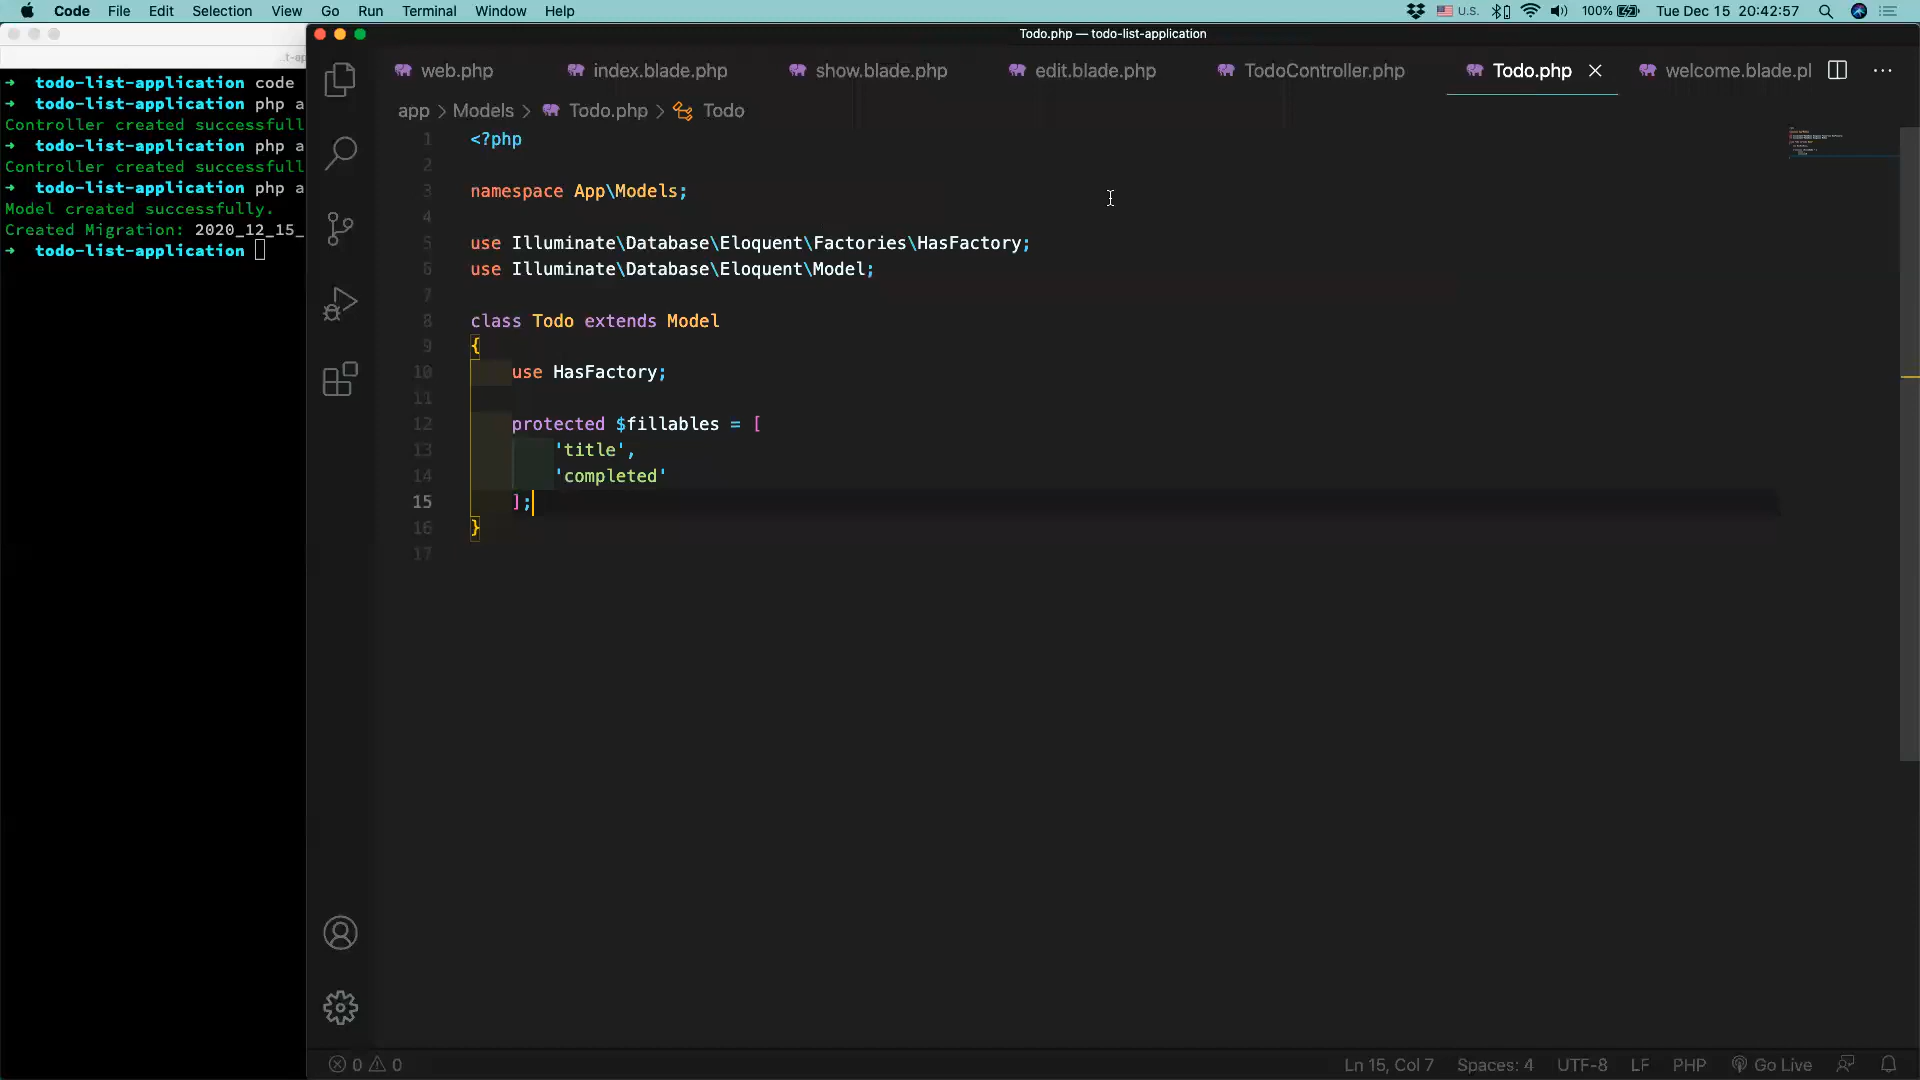 Code File Edit Selection View Go Run Terminal Window Help
U.S. 100% Tue Dec 15 20:42:57
➜ todo-list-application code
➜ todo-list-application php a
Controller created successfull
➜ todo-list-application php a
Controller created successfull
➜ todo-list-application php a
Model created successfully.
Created Migration: 2020_12_15_
➜ todo-list-application
Todo.php — todo-list-application
web.php index.blade.php show.blade.php edit.blade.php TodoController.php Todo.php welcome.blade.pl
app > Models > Todo.php > Todo
1 <?php
2
3 namespace App\Models;
4
5 use Illuminate\Database\Eloquent\Factories\HasFactory;
6 use Illuminate\Database\Eloquent\Model;
7
8 class Todo extends Model
9 {
10 use HasFactory;
11
12 protected $fillables = [
13 'title',
14 'completed'
15 ];
16 }
17
0 0 Ln 15, Col 7 Spaces: 4 UTF-8 LF PHP Go Live